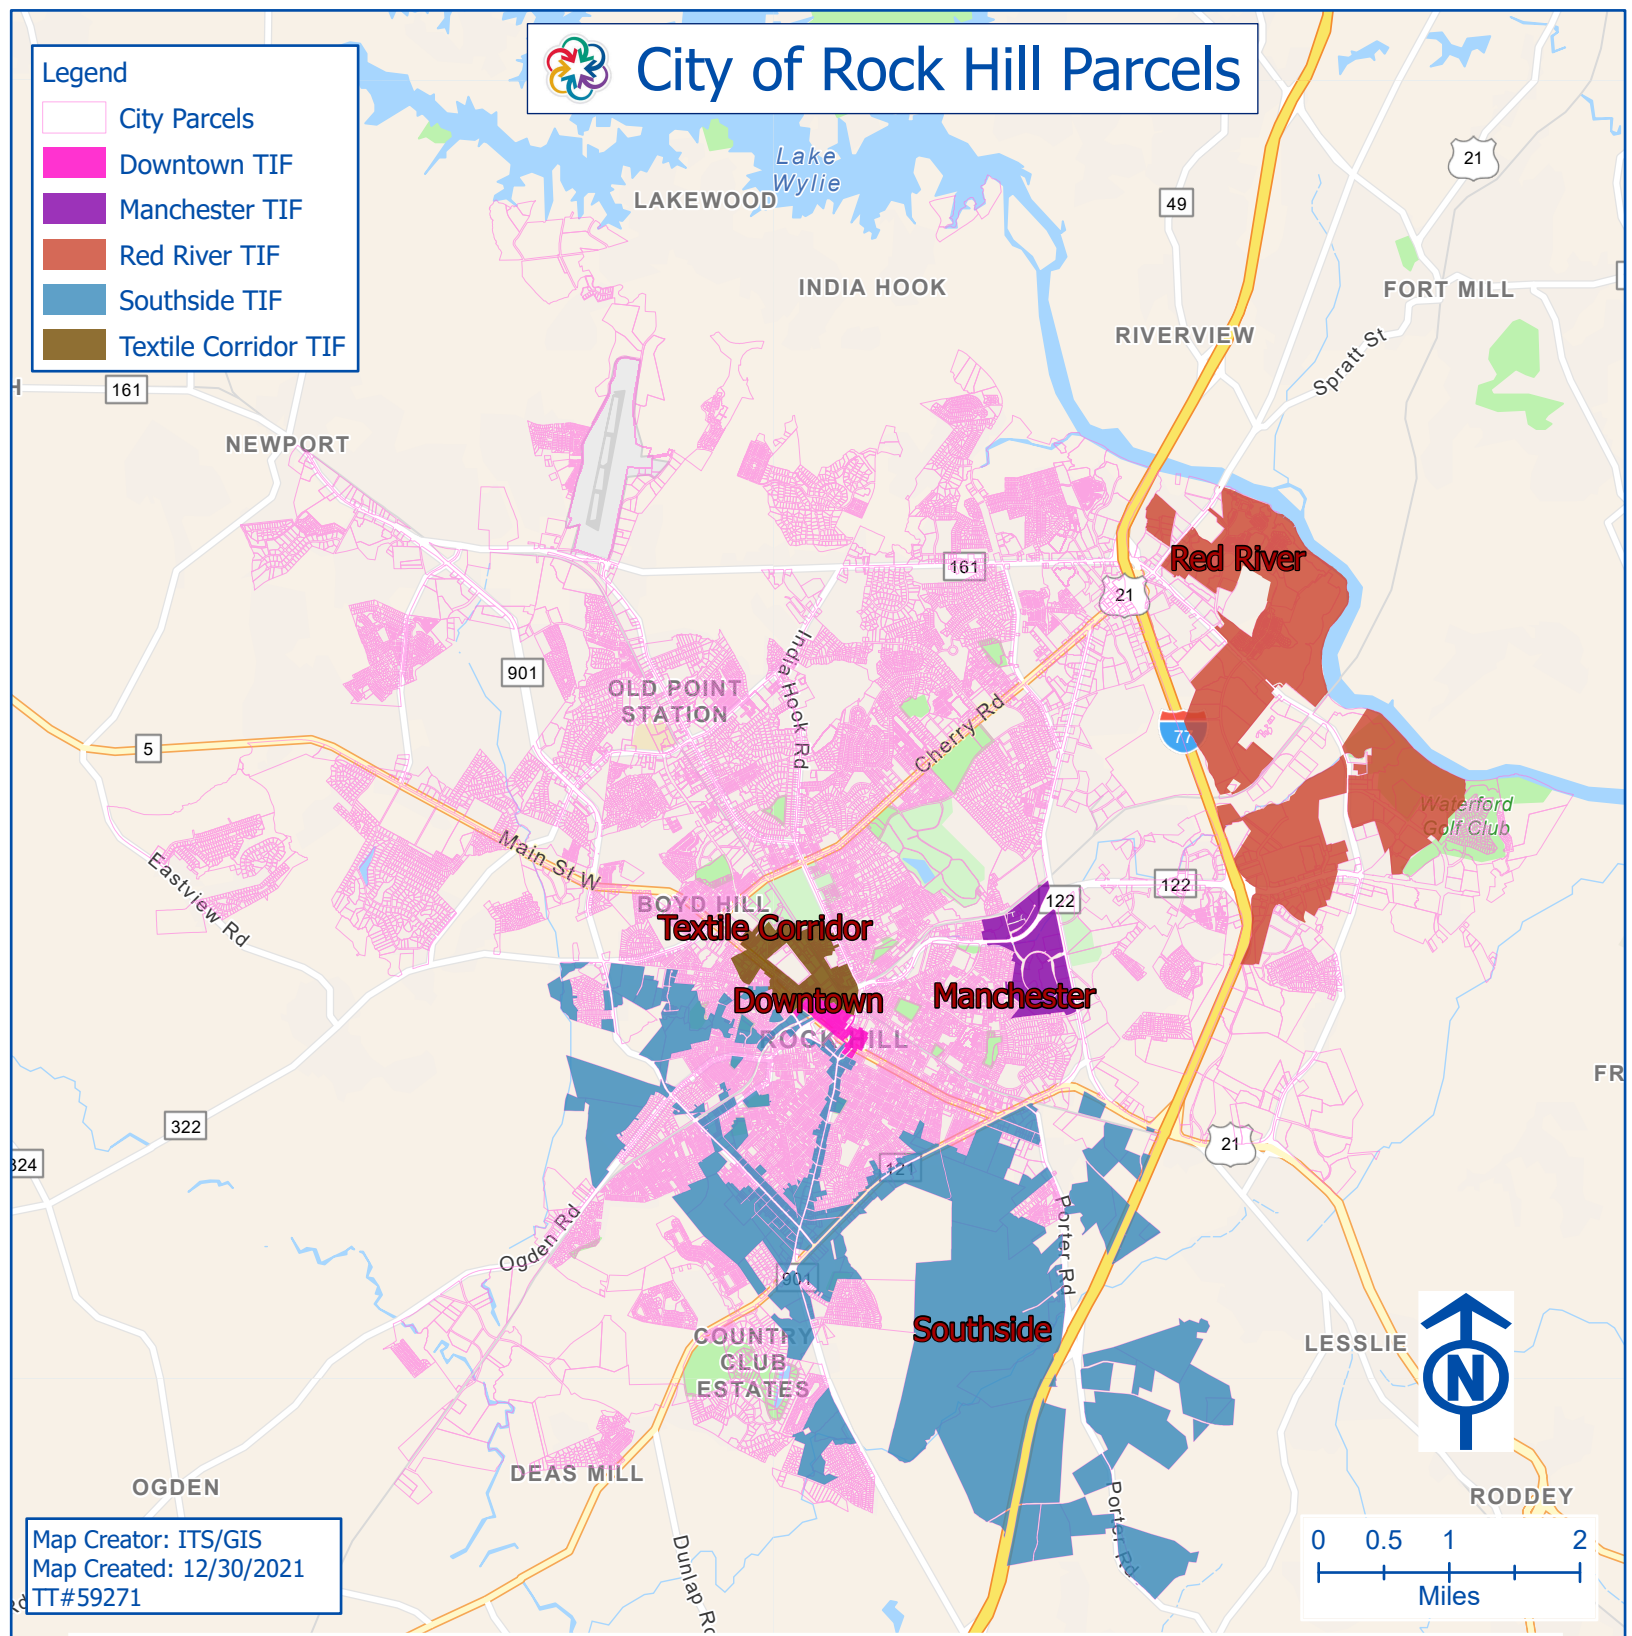 City of Rock Hill Parcels
Legend
City Parcels
Downtown TIF
Manchester TIF
Red River TIF
Southside TIF
Textile Corridor TIF
Lake
Wylie
LAKEWOOD
21
49
INDIA HOOK
FORT MILL
RIVERVIEW
Spratt St
161
NEWPORT
Red River
161
21
India Hook Rd
901
OLD POINT
STATION
Cherry Rd
77
5
Waterford
Golf Club
Main St W
Eastview Rd
BOYD HILL
122
122
Textile Corridor
Downtown
Manchester
ROCK HILL
322
324
21
121
Porter Rd
Ogden Rd
901
Southside
COUNTRY
CLUB
ESTATES
LESSLIE
N
OGDEN
DEAS MILL
RODDEY
Porter Rd
Dunlap Rd
Map Creator: ITS/GIS
Map Created: 12/30/2021
TT#59271
0 0.5 1 2
Miles